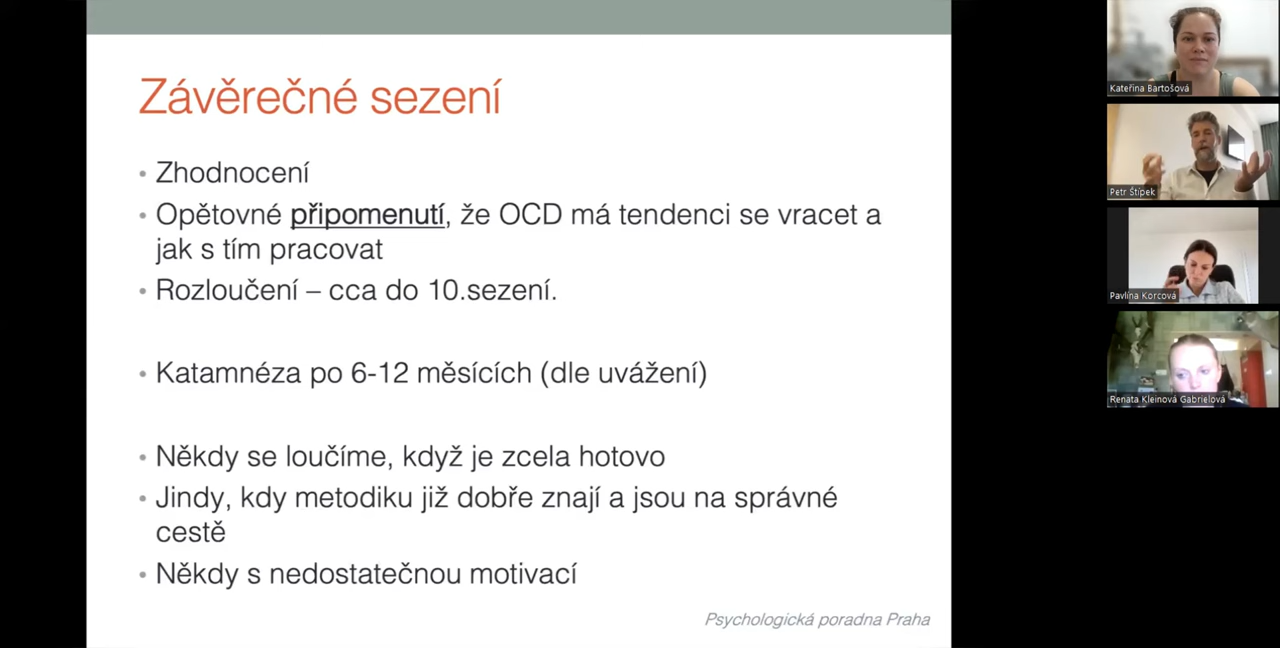 Závěrečné sezení
• Zhodnocení
• Opětovné připomenutí, že OCD má tendenci se vracet a
jak s tím pracovat
• Rozloučení – cca do 10.sezení.
• Katamnéza po 6-12 měsících (dle uvážení)
• Někdy se loučíme, když je zcela hotovo
• Jindy, kdy metodiku již dobře znají a jsou na správné
cestě
• Někdy s nedostatečnou motivací
Psychologická poradna Praha
Kateřina Bartošová
Petr Štípek
Pavlína Korcová
Renata Kleinová Gabrielová